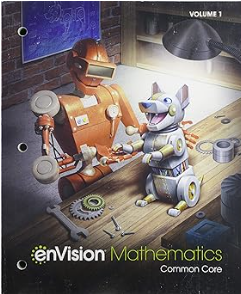 VOLUME 1
enVision Mathematics
Common Core